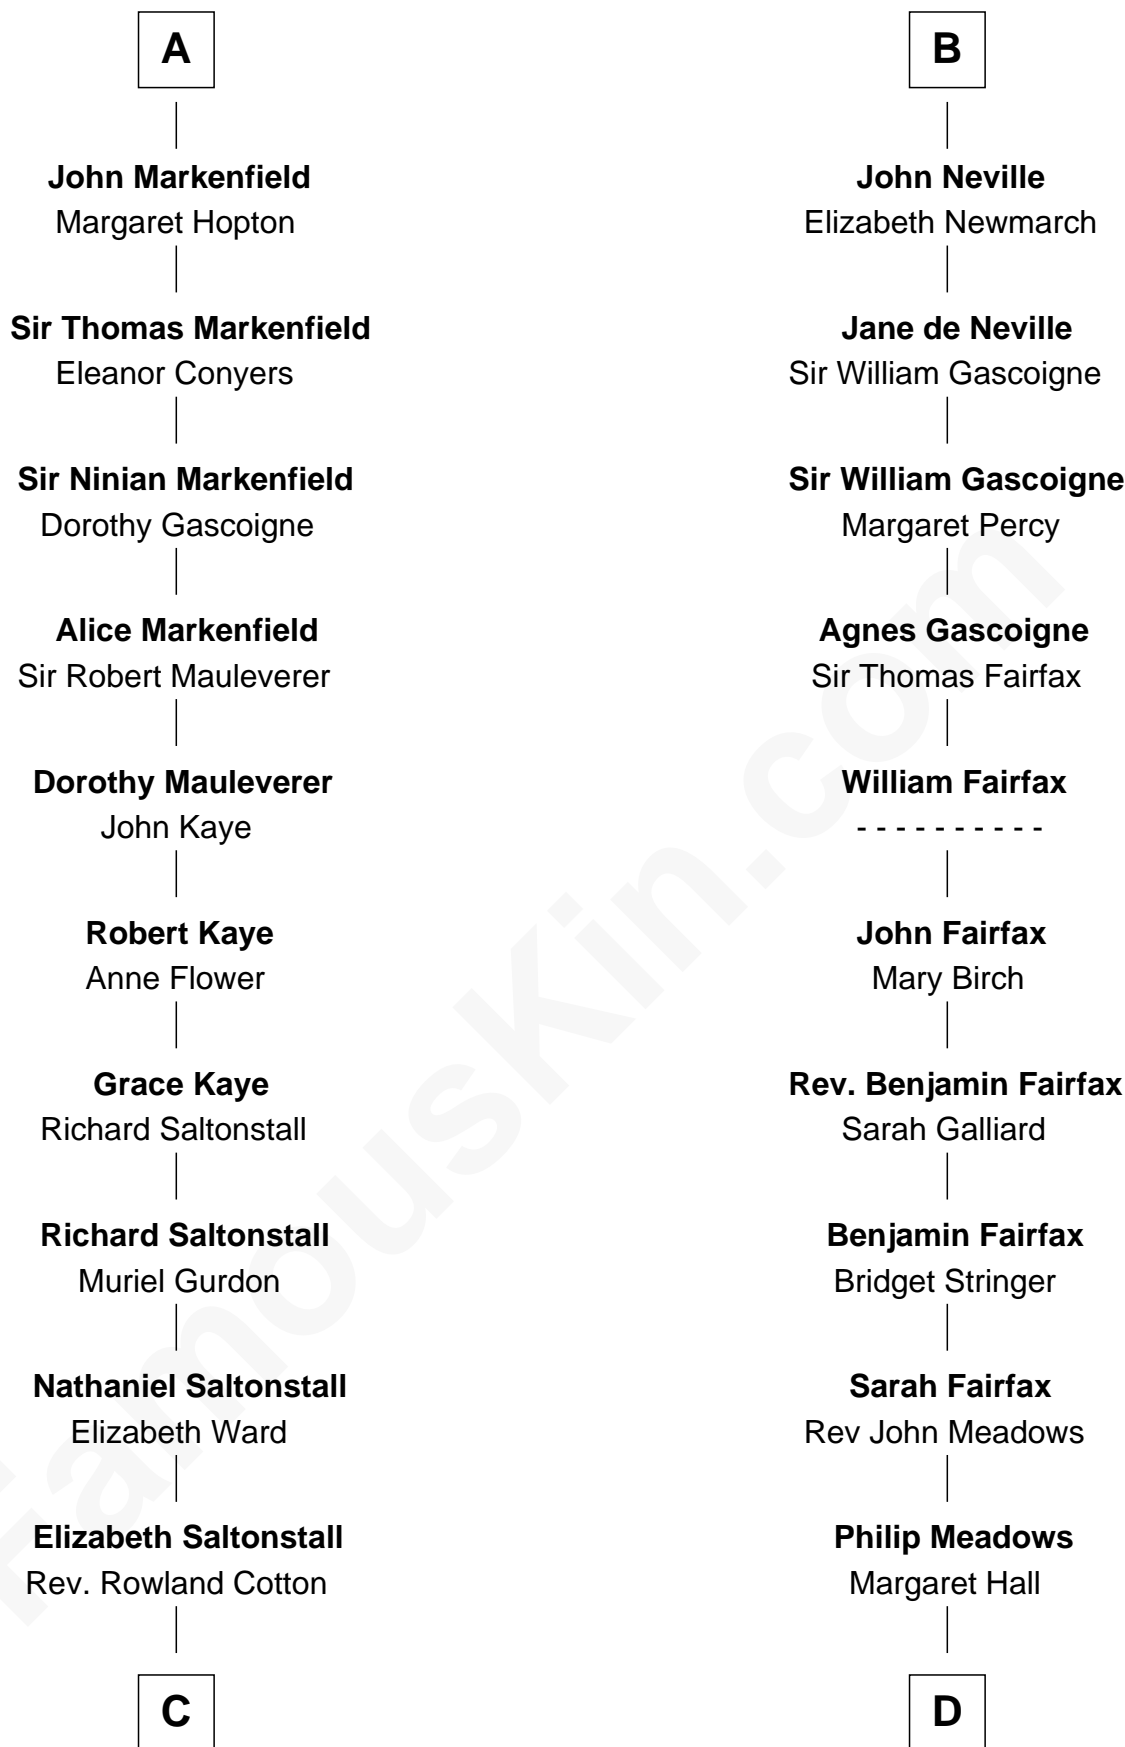 A
John Markenfield
Margaret Hopton
Sir Thomas Markenfield
Eleanor Conyers
Sir Ninian Markenfield
Dorothy Gascoigne
Alice Markenfield
Sir Robert Mauleverer
Dorothy Mauleverer
John Kaye
Robert Kaye
Anne Flower
Grace Kaye
Richard Saltonstall
Richard Saltonstall
Muriel Gurdon
Nathaniel Saltonstall
Elizabeth Ward
Elizabeth Saltonstall
Rev. Rowland Cotton
C
B
John Neville
Elizabeth Newmarch
Jane de Neville
Sir William Gascoigne
Sir William Gascoigne
Margaret Percy
Agnes Gascoigne
Sir Thomas Fairfax
William Fairfax
- - - - - - - - - -
John Fairfax
Mary Birch
Rev. Benjamin Fairfax
Sarah Galliard
Benjamin Fairfax
Bridget Stringer
Sarah Fairfax
Rev John Meadows
Philip Meadows
Margaret Hall
D
FamousKin.com